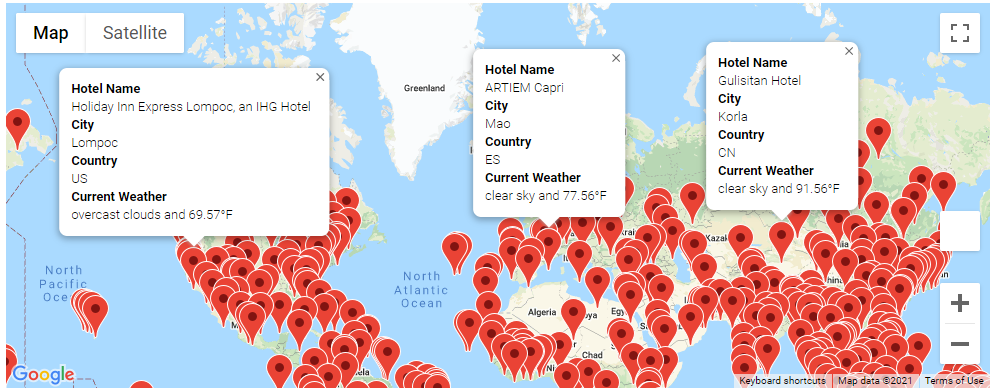 Map
Satellite
Hotel Name
Holiday Inn Express Lompoc, an IHG Hotel
City
Lompoc
Country
US
Current Weather
overcast clouds and 69.57°F
Hotel Name
ARTIEM Capri
City
Mao
Country
ES
Current Weather
clear sky and 77.56°F
Hotel Name
Gulisitan Hotel
City
Korla
Country
CN
Current Weather
clear sky and 91.56°F
Greenland
North
Pacific
North
Atlantic
Ocean
Algeria
Chad
Google
Keyboard shortcuts
Map data ©2021
Terms of Use